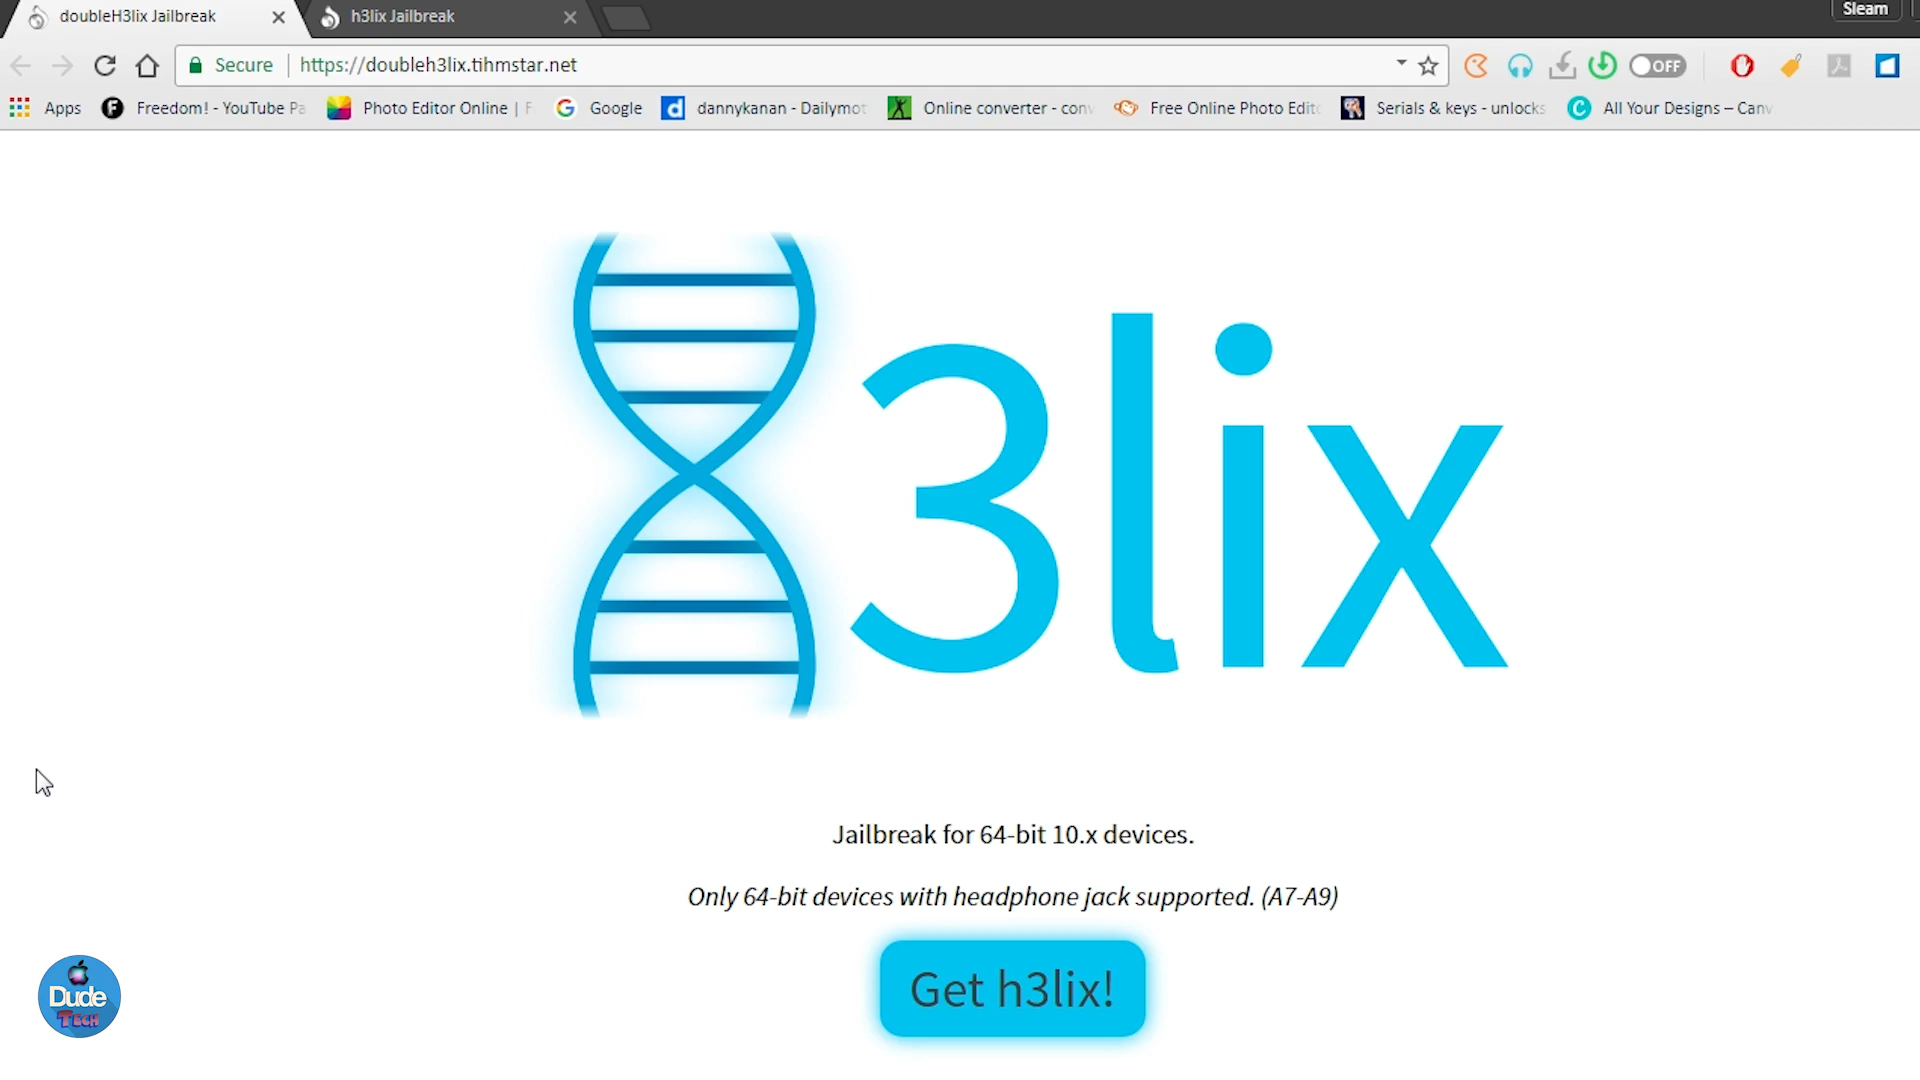 doubleH3lix Jailbreak
h3lix Jailbreak
Sleam
Secure
https://doubleh3lix.tihmstar.net
OFF
Apps
Freedom! - YouTube Pa
Photo Editor Online | F
Google
dannykanan - Dailymot
Online converter - conv
Free Online Photo Edit
Serials & keys - unlocks
All Your Designs – Canv
3lix
Jailbreak for 64-bit 10.x devices.
Only 64-bit devices with headphone jack supported. (A7-A9)
Get h3lix!
Dude
TECH